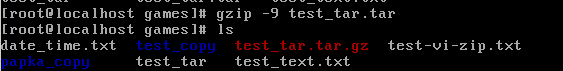 [root@localhost games]# gzip -9 test_tar.tar
[root@localhost games]# ls
date_time.txt test_copy test_tar.tar.gz test-vi-zip.txt
papka_copy test_tar test_text.txt